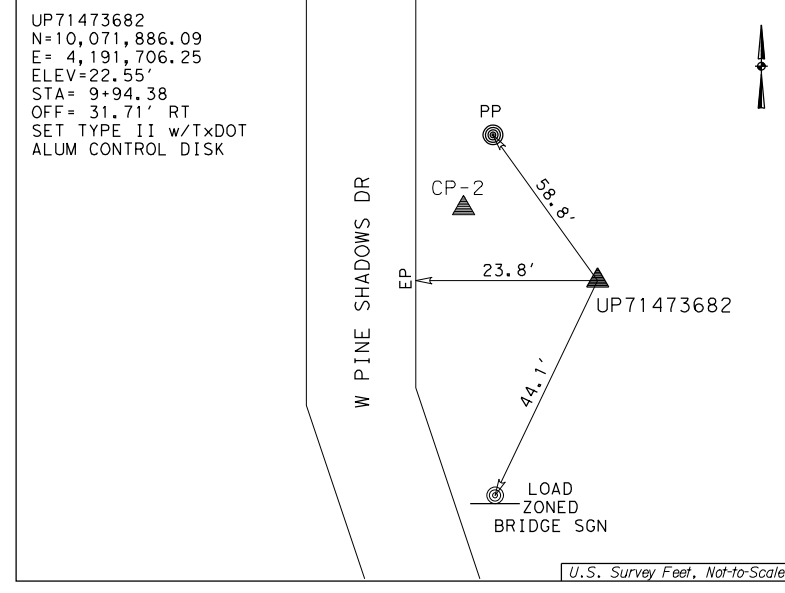 UP71473682
N=10,071,886.09
E= 4,191,706.25
ELEV=22.55'
STA= 9+94.38
OFF= 31.71' RT
SET TYPE II w/TxDOT
ALUM CONTROL DISK
PP
CP-2
58.8'
W PINE SHADOWS DR
EP
23.8'
UP71473682
44.1'
LOAD
ZONED
BRIDGE SGN
U.S. Survey Feet, Not-to-Scale